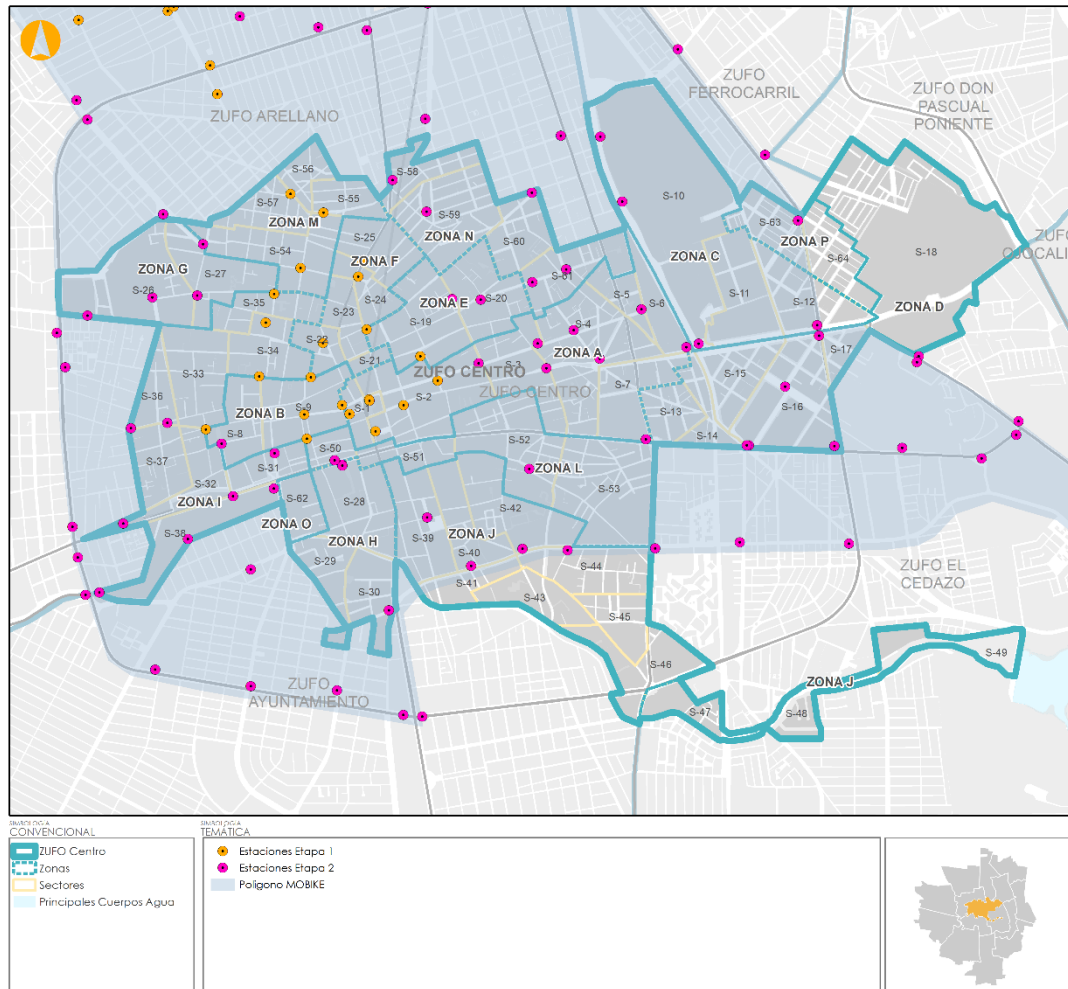 ZUFO
FERROCARRIL
ZUFO DON
PASCUAL
PONIENTE
ZUFO ARELLANO
S-56
S-58
S-57
S-55
S-10
S-63
ZONA M
S-59
ZONA P
S-54
S-25
ZONA N
S-60
S-64
S-18
ZUFO
ZONA G
S-27
ZONA F
ZONA C
S-26
S-35
S-24
ZONA E
S-20
S-61
S-5
S-6
S-11
S-12
ZONA D
S-23
S-19
S-4
S-22
S-34
S-21
S-3
ZONA A
S-17
S-33
ZUFO CENTRO
ZUFO CENTRO
S-7
S-15
S-36
S-2
S-16
ZONA B
S-9
S-1
S-13
S-8
S-14
S-37
S-31
S-50
S-51
S-52
ZONA L
S-32
ZONA I
S-62
S-28
S-53
S-42
ZONA O
S-38
S-39
ZONA J
ZONA H
S-40
S-29
S-44
S-41
ZUFO EL
CEDAZO
S-30
S-43
S-45
S-49
S-46
ZUFO
AYUNTAMIENTO
ZONA J
S-47
S-48
SIMBOLOGÍA
CONVENCIONAL
ZUFO Centro
Zonas
Sectores
Principales Cuerpos Agua
SIMBOLOGÍA
TEMÁTICA
Estaciones Etapa 1
Estaciones Etapa 2
Poligono MOBIKE